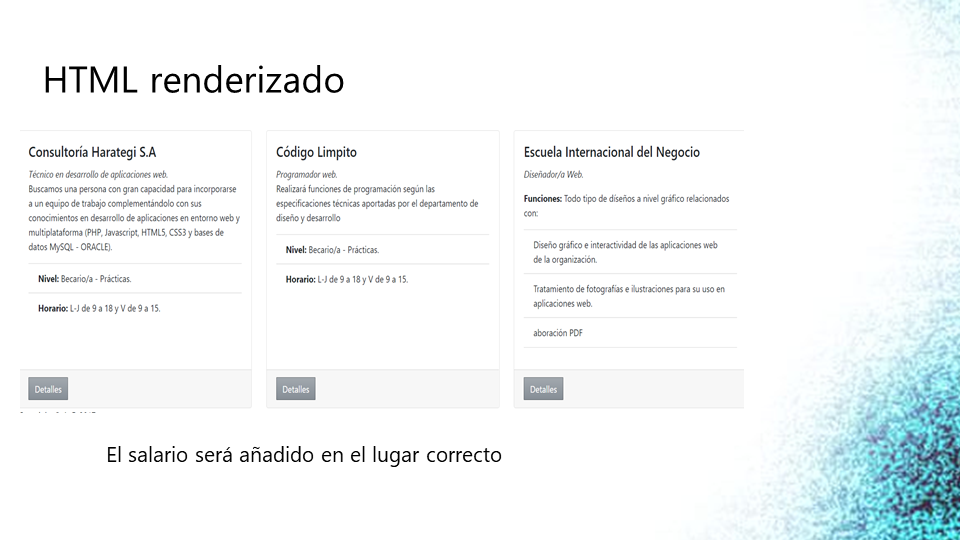 HTML renderizado
Consultoría Harategi S.A
Técnico en desarrollo de aplicaciones web.
Buscamos una persona con gran capacidad para incorporarse
a un equipo de trabajo complementándolo con sus
conocimientos en desarrollo de aplicaciones en entorno web y
multiplataforma (PHP, Javascript, HTML5, CSS3 y bases de
datos MySQL - ORACLE).
Nivel: Becario/a - Prácticas.
Horario: L-J de 9 a 18 y V de 9 a 15.
Detalles
Código Limpito
Programador web.
Realizará funciones de programación según las
especificaciones técnicas aportadas por el departamento de
diseño y desarrollo
Nivel: Becario/a - Prácticas.
Horario: L-J de 9 a 18 y V de 9 a 15.
Detalles
Escuela Internacional del Negocio
Diseñador/a Web.
Funciones: Todo tipo de díseños a nivel gráfico relacionados
con:
Diseño gráfico e interactividad de las aplicaciones web
de la organización.
Tratamiento de fotografías e ilustraciones para su uso en
aplicaciones web.
aboración PDF
Detalles
El salario será añadido en el lugar correcto